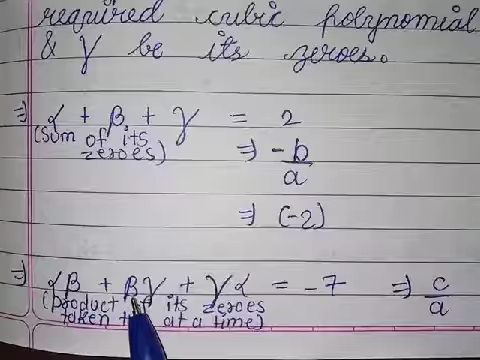 required cubic polynomial
& γ be its zeroes.
⇒ α + β + γ = 2
(Sum of its
zeroes) ⇒ -b/a
⇒ (-2)
⇒ αβ + βγ + γα = -7 ⇒ c/a
(product of its zeroes
taken at a time)